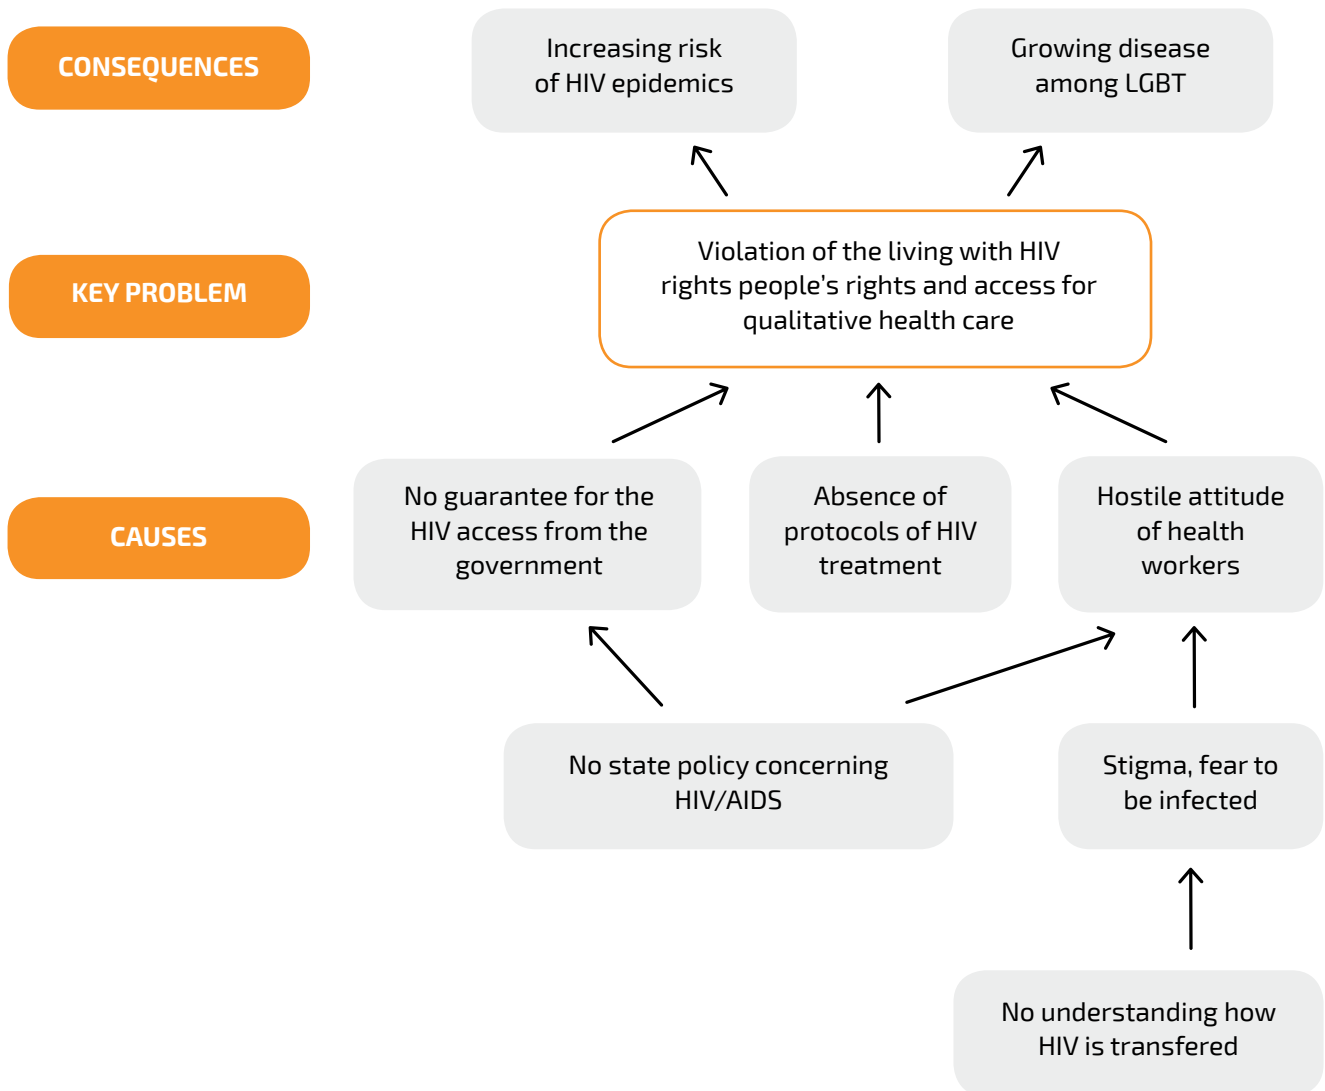 CONSEQUENCES
Increasing risk
of HIV epidemics
Growing disease
among LGBT
KEY PROBLEM
Violation of the living with HIV
rights people’s rights and access for
qualitative health care
CAUSES
No guarantee for the
HIV access from the
government
Absence of
protocols of HIV
treatment
Hostile attitude
of health
workers
No state policy concerning
HIV/AIDS
Stigma, fear to
be infected
No understanding how
HIV is transfered